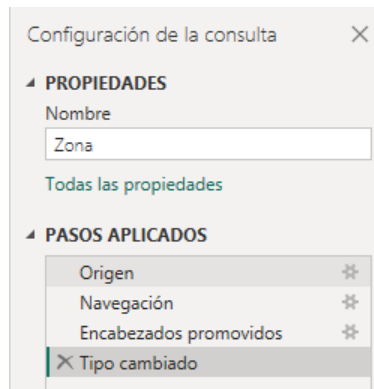 Configuración de la consulta
PROPIEDADES
Nombre
Zona
Todas las propiedades
PASOS APLICADOS
Origen
Navegación
Encabezados promovidos
Tipo cambiado